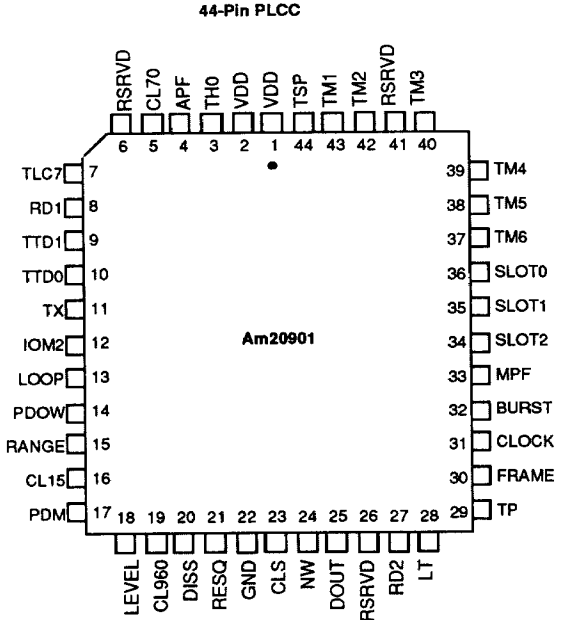 44-Pin PLCC
RSRVD CL70 APF TH0 VDD VDD TSP TM1 TM2 RSRVD TM3
6 5 4 3 2 1 44 43 42 41 40
TLC7 7 39 TM4
RD1 8 38 TM5
TTD1 9 37 TM6
TTD0 10 36 SLOT0
TX 11 35 SLOT1
IOM2 12 34 SLOT2
Am20901
LOOP 13 33 MPF
PDOW 14 32 BURST
RANGE 15 31 CLOCK
CL15 16 30 FRAME
PDM 17 29 TP
18 19 20 21 22 23 24 25 26 27 28
LEVEL CL960 DISS RESQ GND CLS NW DOUT RSRVD RD2 LT